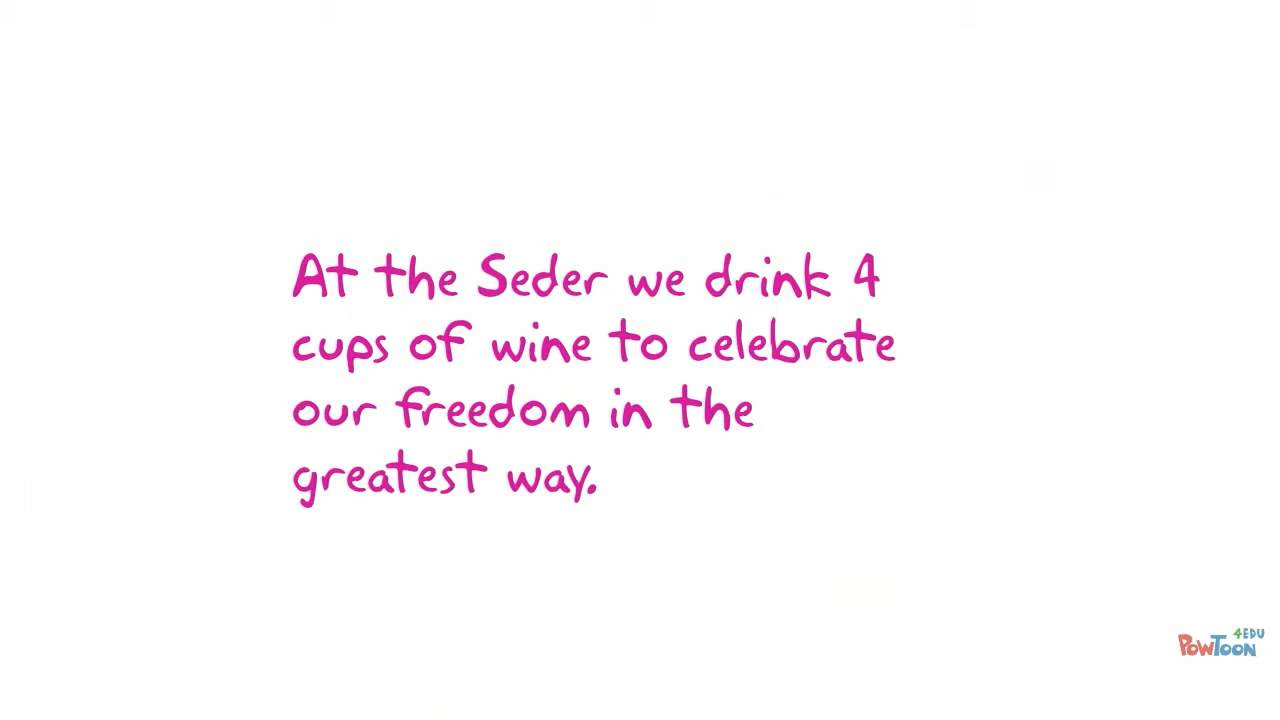 At the Seder we drink 4
cups of wine to celebrate
our freedom in the
greatest way.
4EDU
PowToon